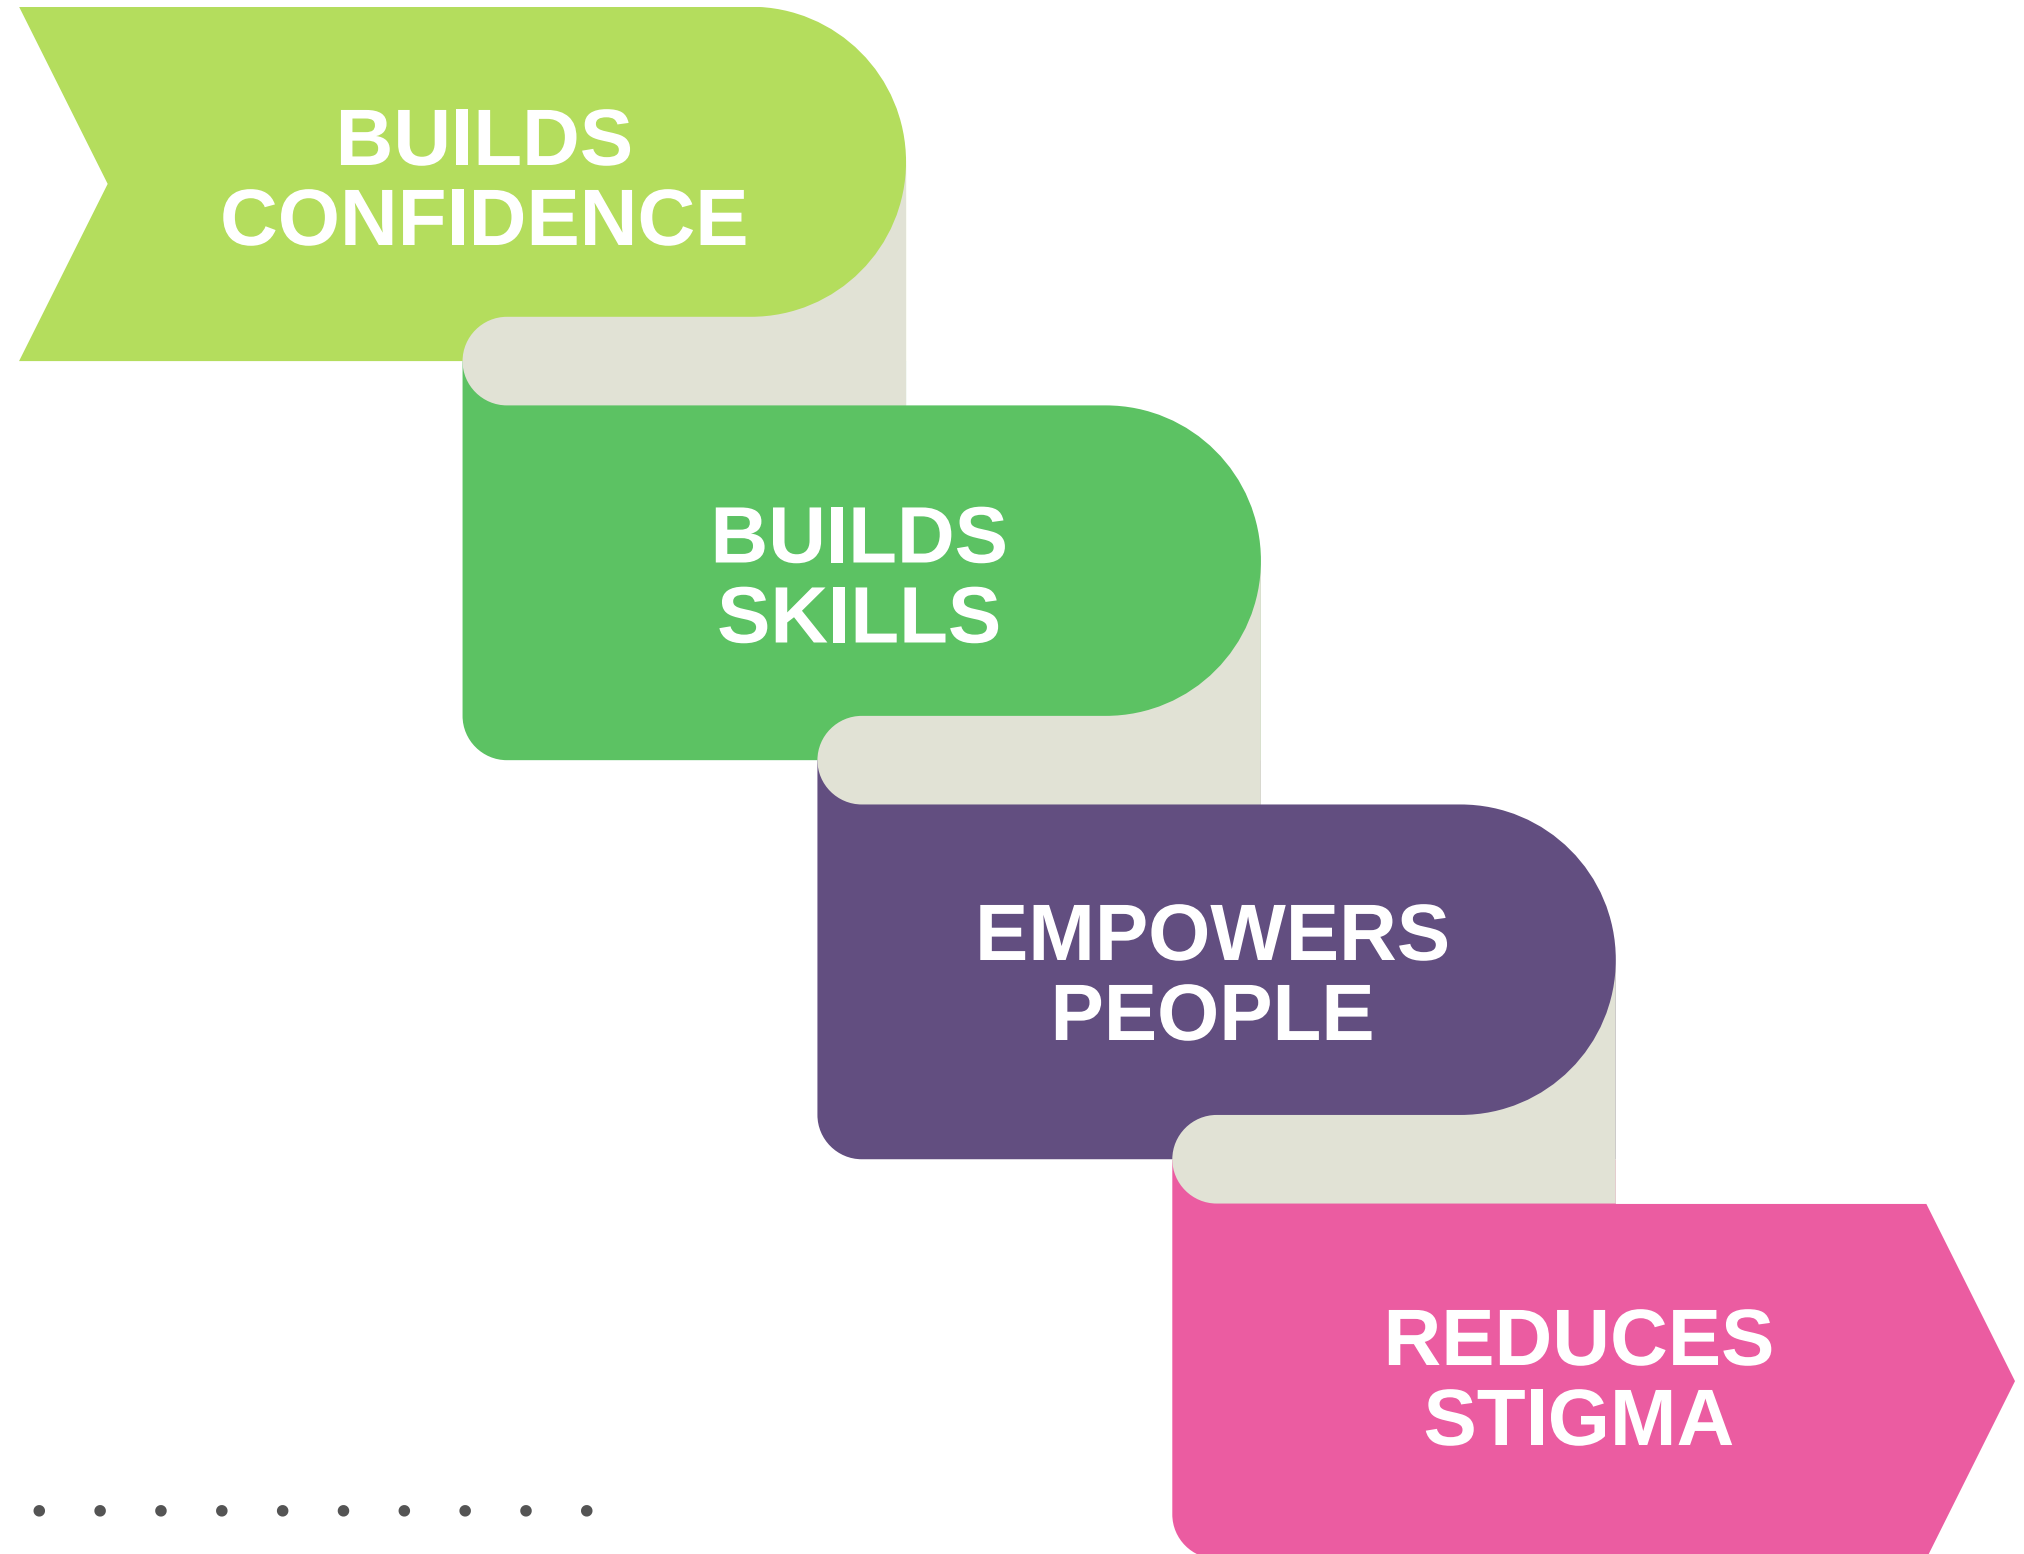 BUILDS
CONFIDENCE
BUILDS
SKILLS
EMPOWERS
PEOPLE
REDUCES
STIGMA